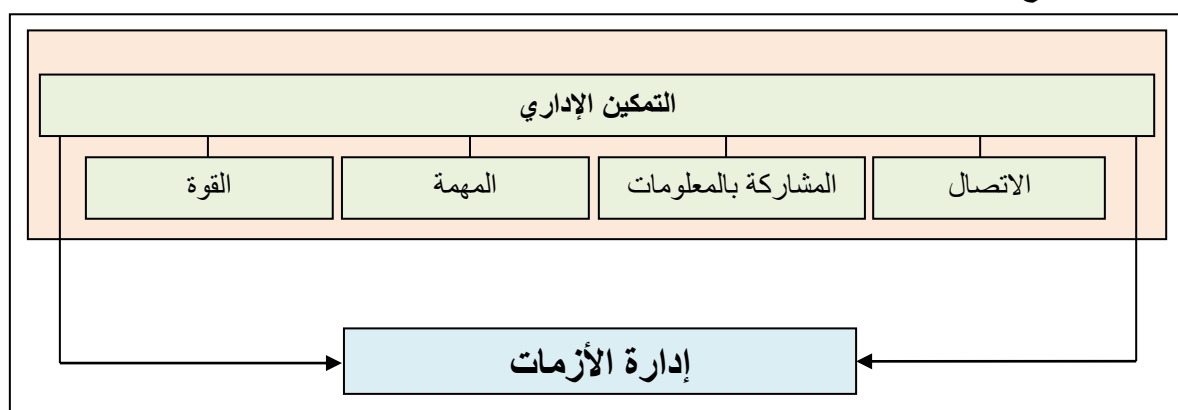 التمكين الإداري
الاتصال
المشاركة بالمعلومات
المهمة
القوة
إدارة الأزمات